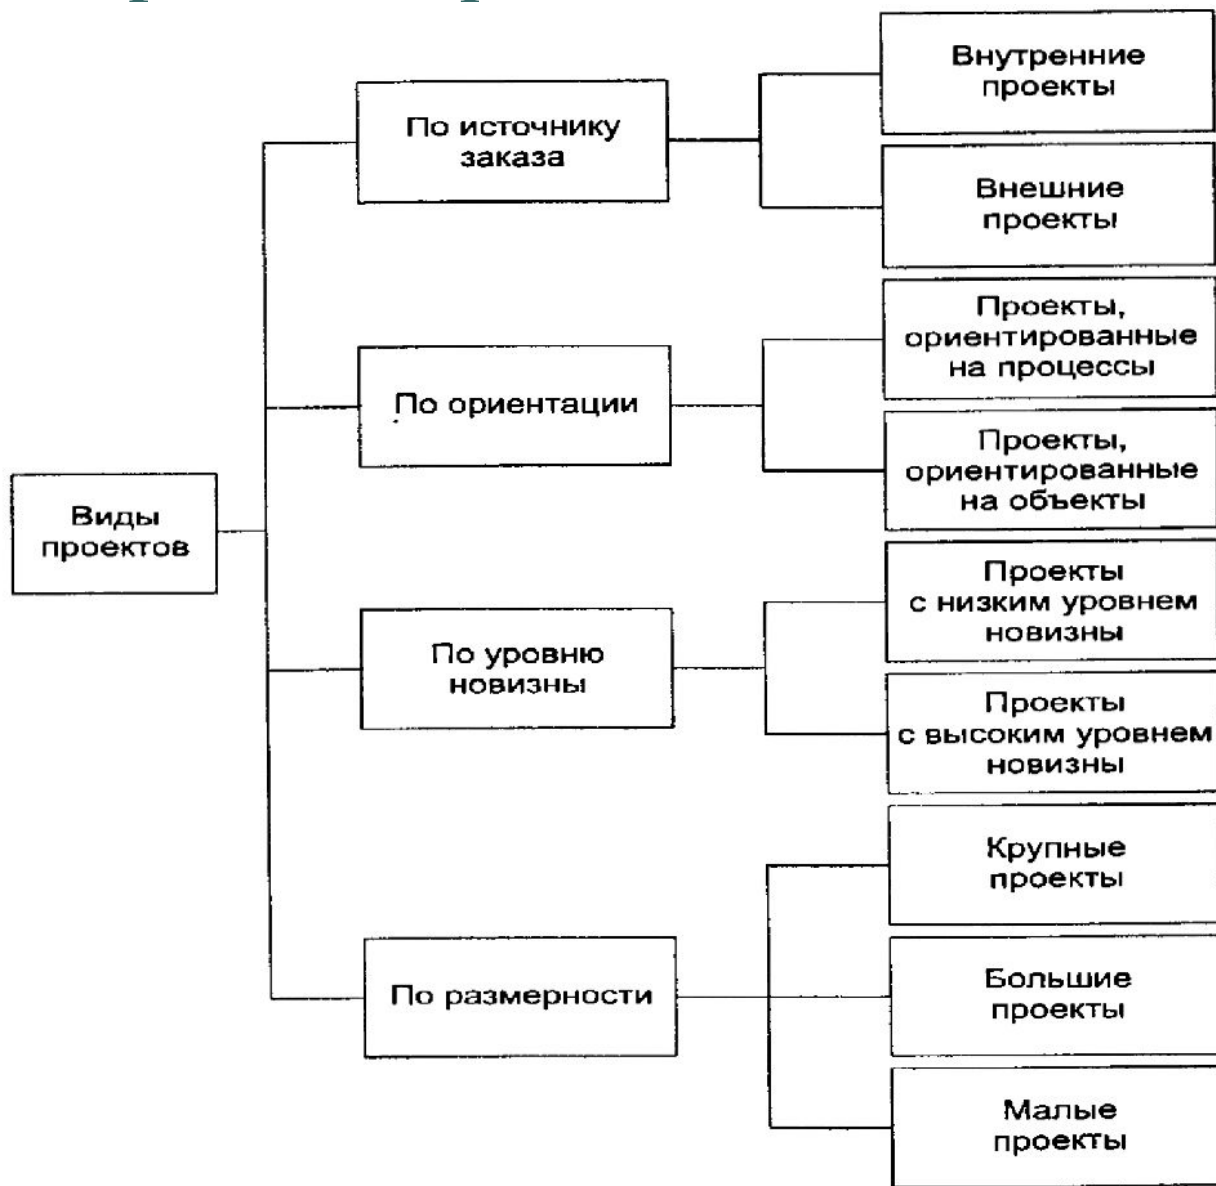 Виды
проектов
По источнику
заказа
Внутренние
проекты
Внешние
проекты
По ориентации
Проекты,
ориентированные
на процессы
Проекты,
ориентированные
на объекты
По уровню
новизны
Проекты
с низким уровнем
новизны
Проекты
с высоким уровнем
новизны
По размерности
Крупные
проекты
Большие
проекты
Малые
проекты